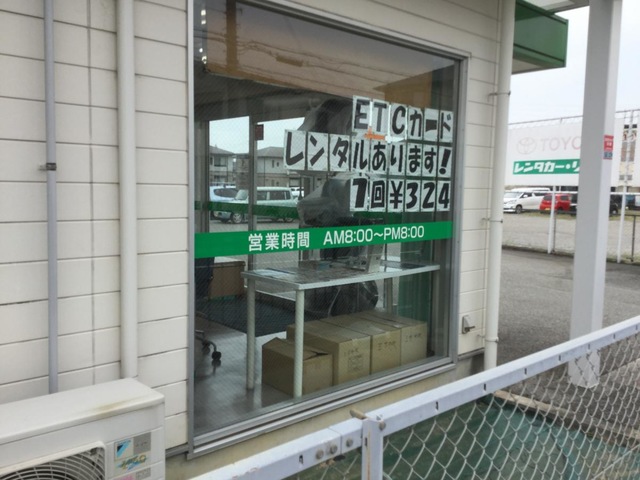 ETCカード
レンタルあります!
1回¥324
営業時間 AM8:00～PM8:00
TOYO
レンタカー・リ